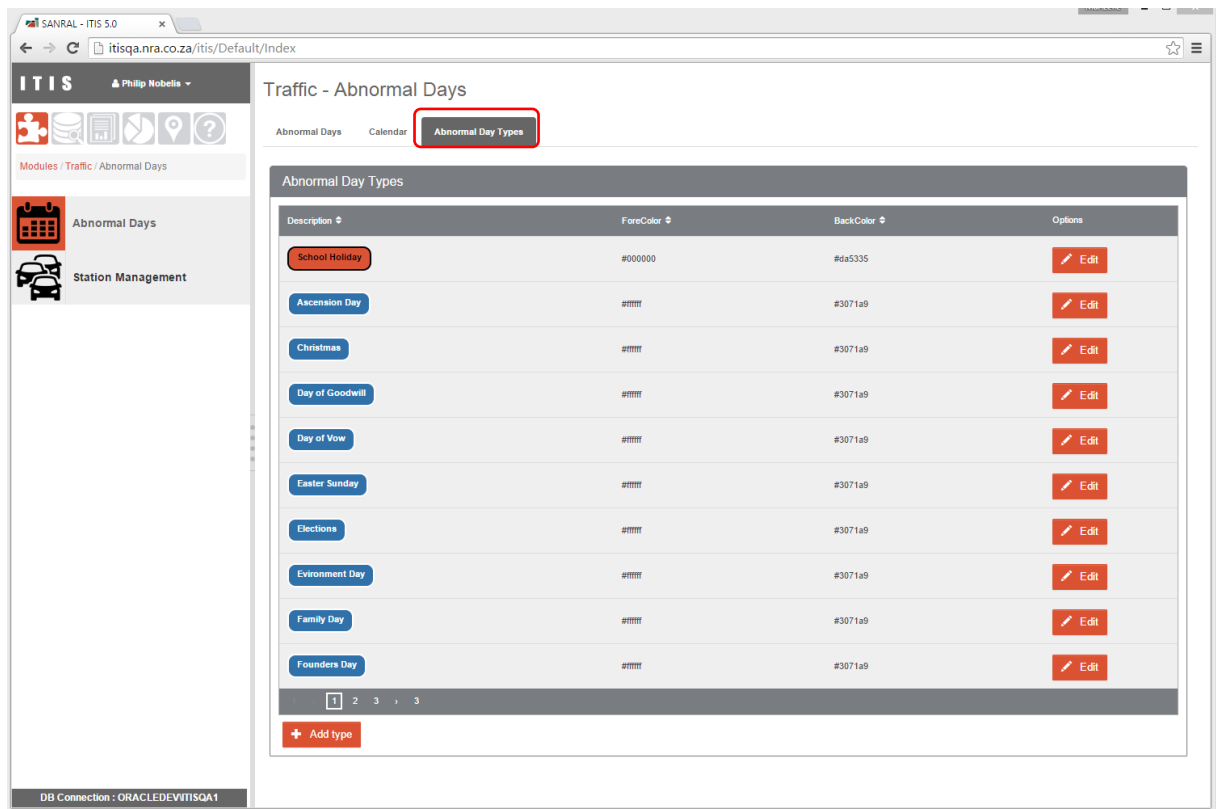 SANRAL - ITIS 5.0
itisqa.nra.co.za/itis/Default/Index
ITIS Philip Nobelis
Modules / Traffic / Abnormal Days
Abnormal Days
Station Management
DB Connection : ORACLEDEV\ITISQA1
Traffic - Abnormal Days
Abnormal Days Calendar Abnormal Day Types
Abnormal Day Types
Description ForeColor BackColor Options
School Holiday #000000 #da5335 Edit
Ascension Day #ffffff #3071a9 Edit
Christmas #ffffff #3071a9 Edit
Day of Goodwill #ffffff #3071a9 Edit
Day of Vow #ffffff #3071a9 Edit
Easter Sunday #ffffff #3071a9 Edit
Elections #ffffff #3071a9 Edit
Evironment Day #ffffff #3071a9 Edit
Family Day #ffffff #3071a9 Edit
Founders Day #ffffff #3071a9 Edit
1 2 3 › 3
+ Add type